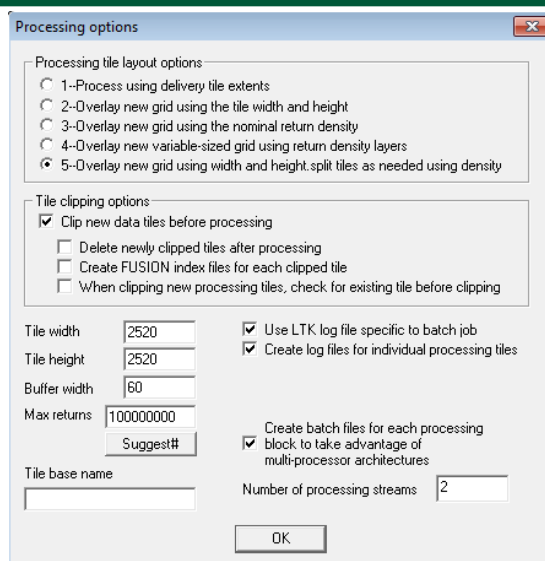 Processing options
Processing tile layout options
1--Process using delivery tile extents
2--Overlay new grid using the tile width and height
3--Overlay new grid using the nominal return density
4--Overlay new variable-sized grid using return density layers
5--Overlay new grid using width and height.split tiles as needed using density
Tile clipping options
Clip new data tiles before processing
Delete newly clipped tiles after processing
Create FUSION index files for each clipped tile
When clipping new processing tiles, check for existing tile before clipping
Tile width 2520
Tile height 2520
Buffer width 60
Max returns 100000000
Suggest#
Tile base name
Use LTK log file specific to batch job
Create log files for individual processing tiles
Create batch files for each processing
block to take advantage of
multi-processor architectures
Number of processing streams 2
OK